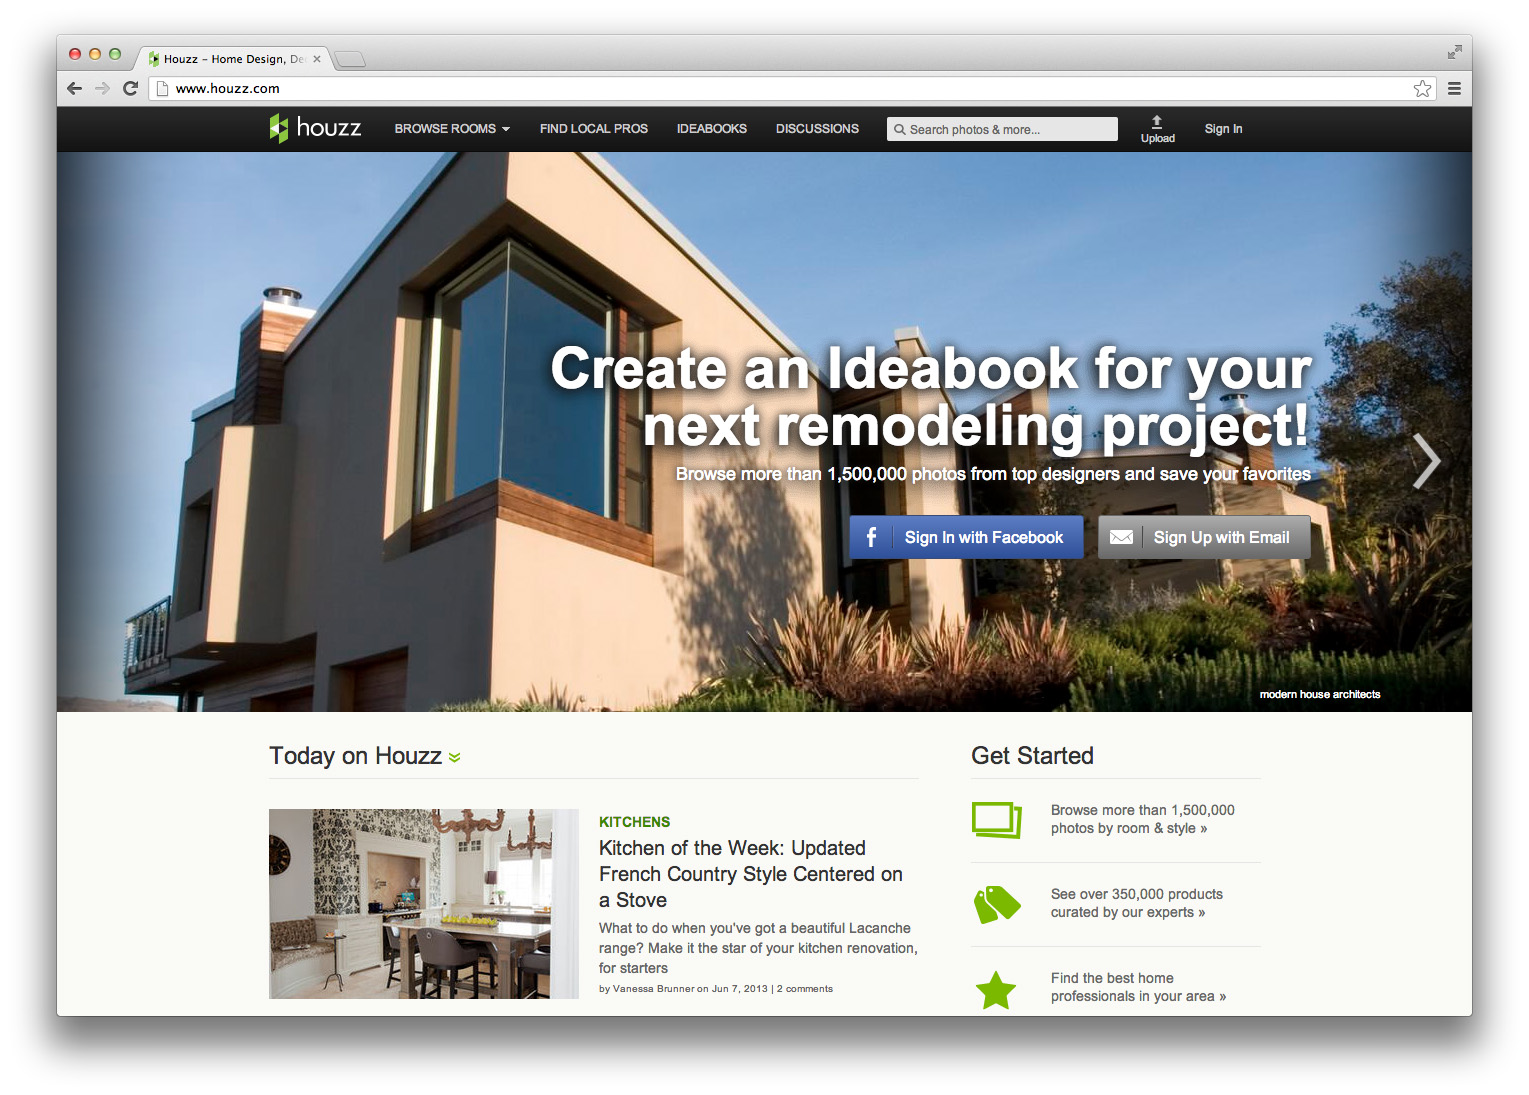 Houzz – Home Design, De
www.houzz.com
houzz
BROWSE ROOMS
FIND LOCAL PROS
IDEABOOKS
DISCUSSIONS
Search photos & more...
Upload
Sign In
Create an Ideabook for your
next remodeling project!
Browse more than 1,500,000 photos from top designers and save your favorites
Sign In with Facebook
Sign Up with Email
modern house architects
Today on Houzz
KITCHENS
Kitchen of the Week: Updated
French Country Style Centered on
a Stove
What to do when you've got a beautiful Lacanche
range? Make it the star of your kitchen renovation,
for starters
by Vanessa Brunner on Jun 7, 2013 | 2 comments
Get Started
Browse more than 1,500,000
photos by room & style »
See over 350,000 products
curated by our experts »
Find the best home
professionals in your area »